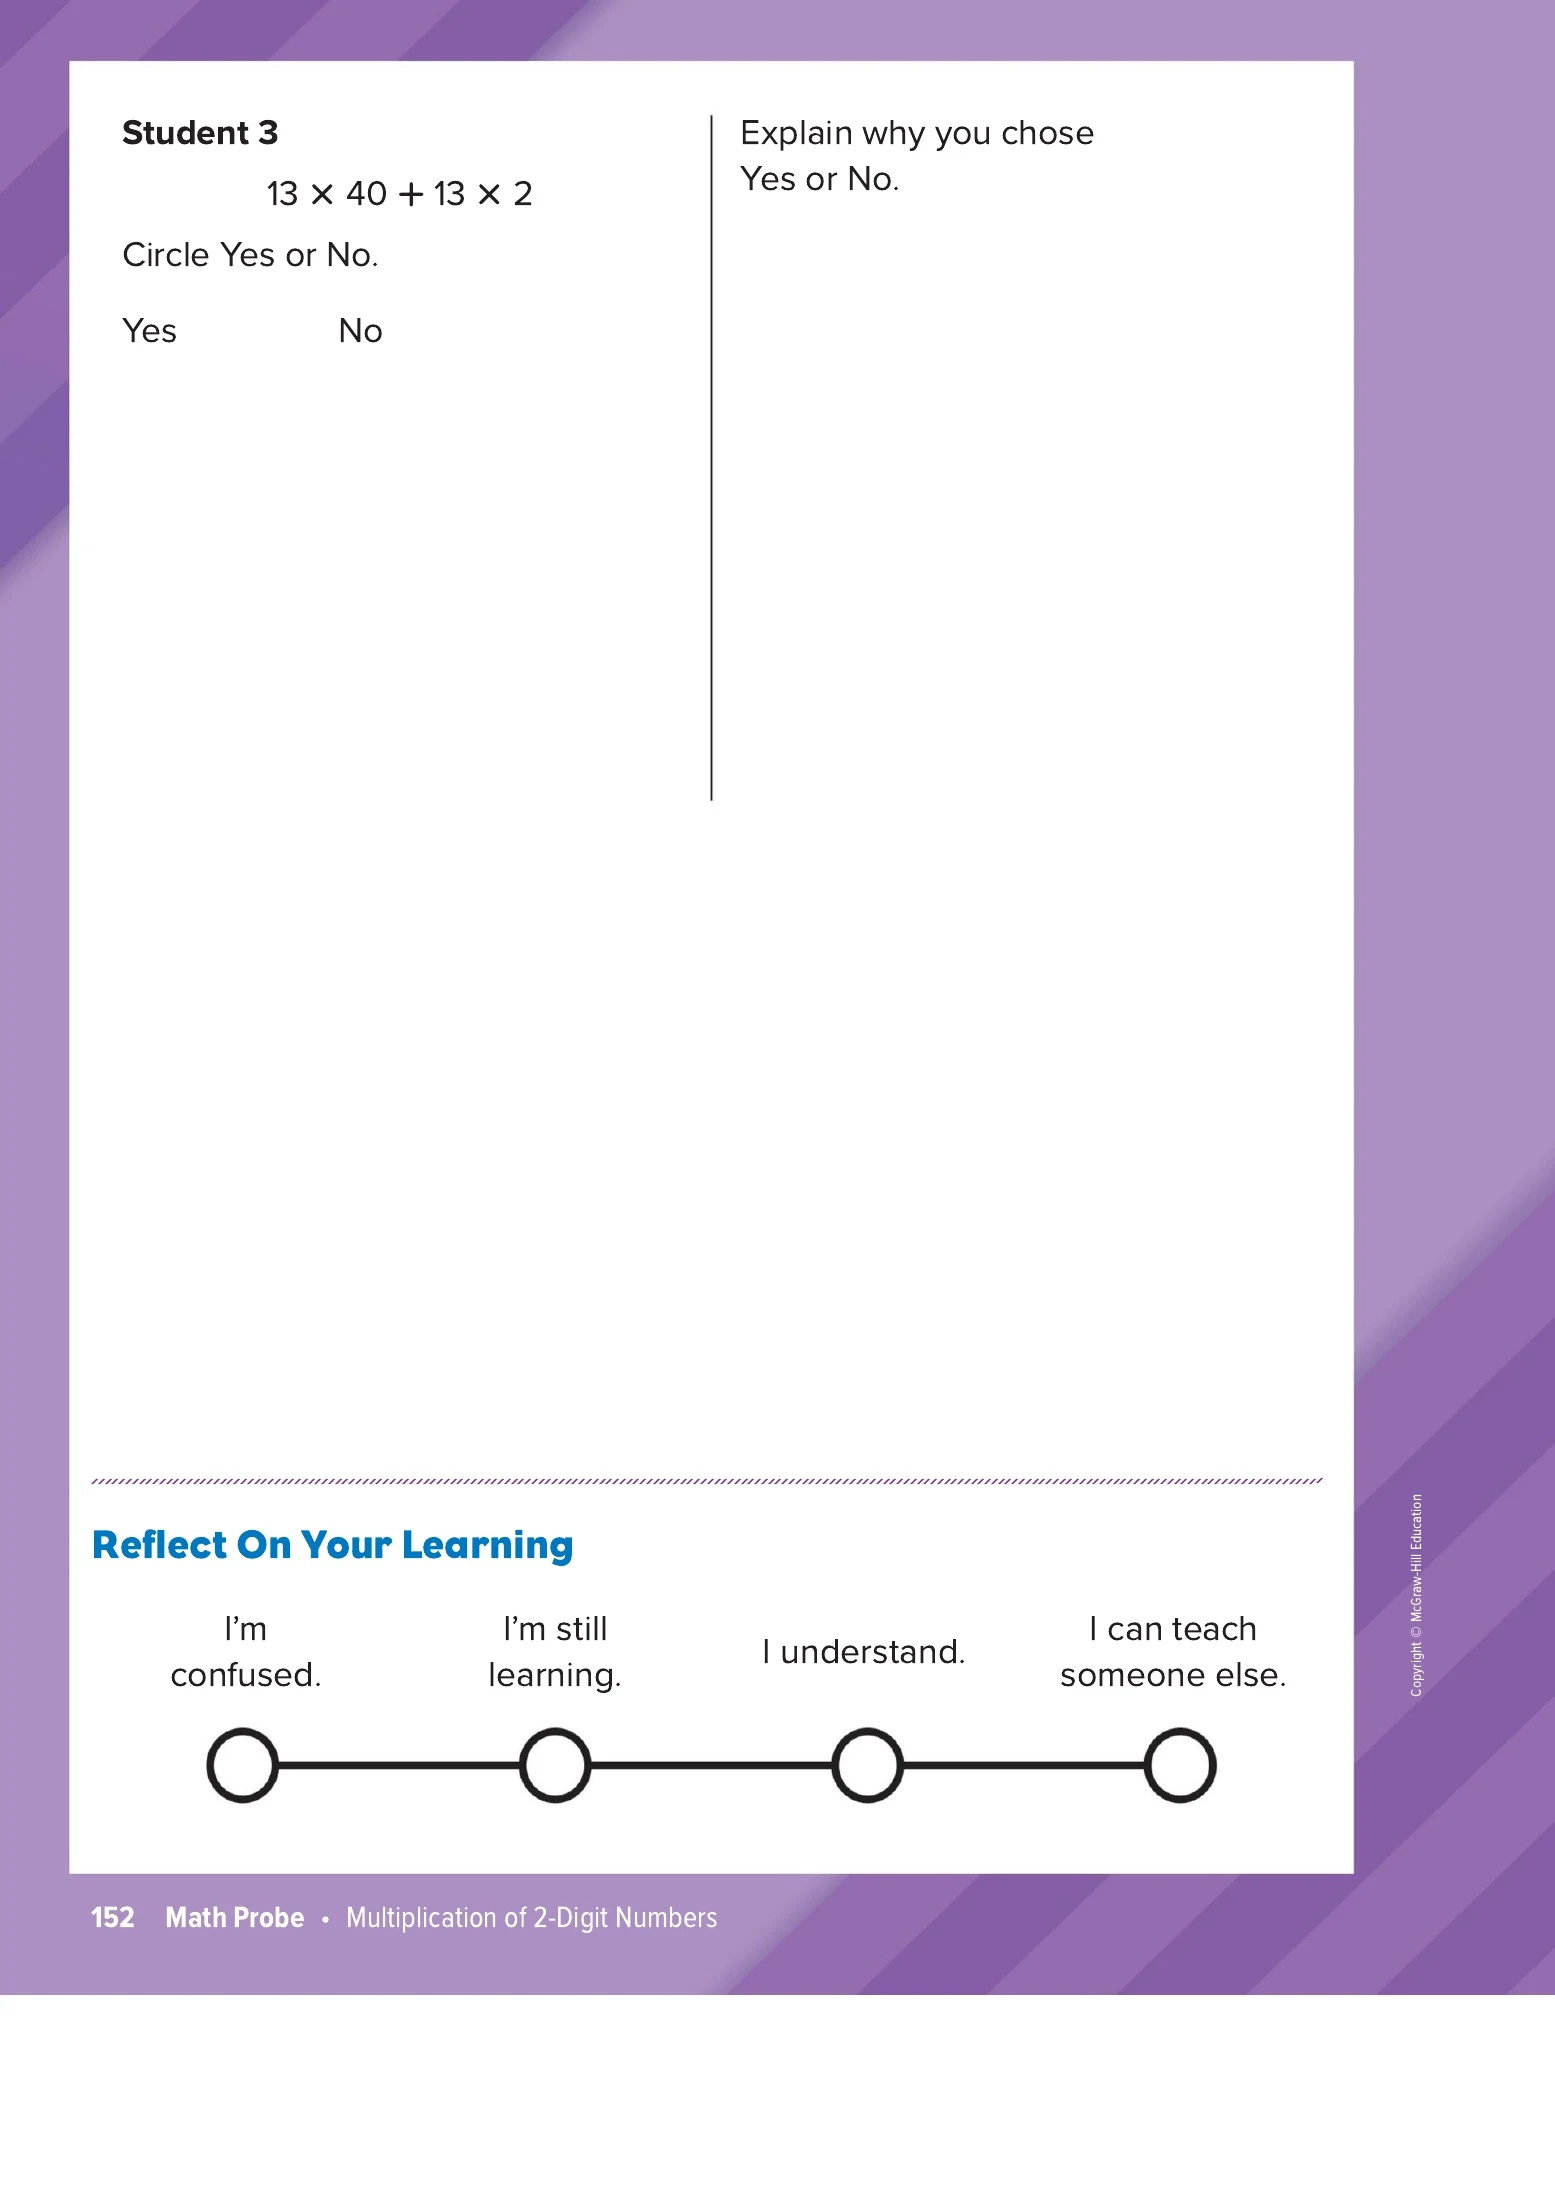 Student 3
13 × 40 + 13 × 2
Circle Yes or No.
Yes No
Explain why you chose
Yes or No.
Reflect On Your Learning
I’m
confused.
I’m still
learning.
I understand.
I can teach
someone else.
Copyright © McGraw-Hill Education
152 Math Probe • Multiplication of 2-Digit Numbers